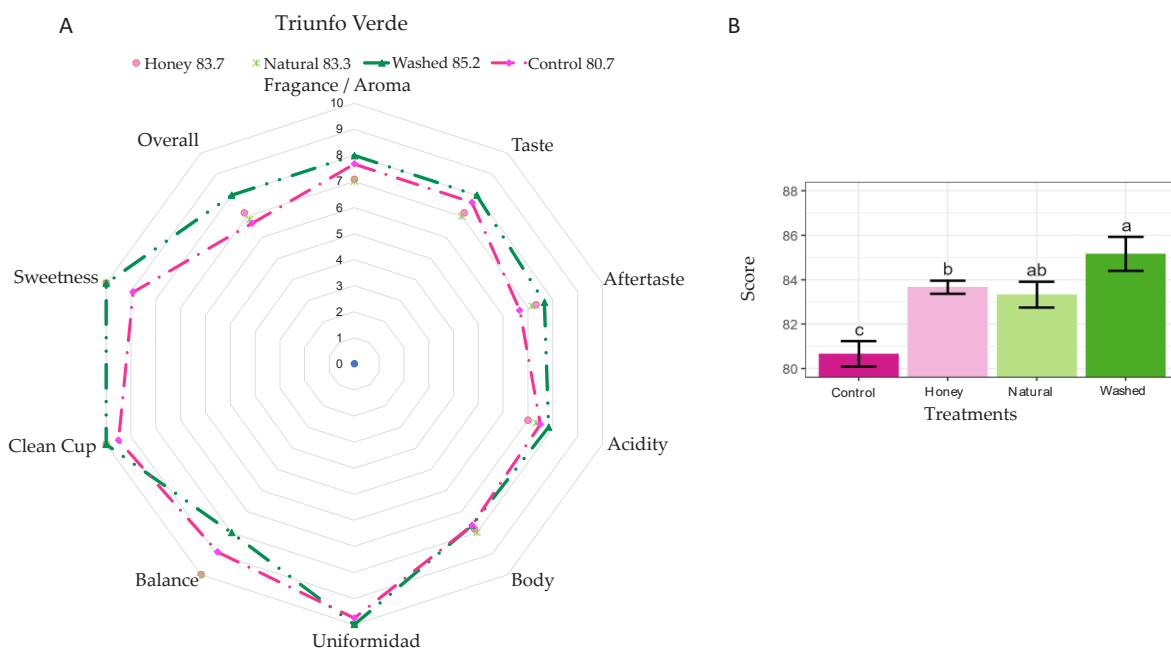 A
Triunfo Verde
Honey 83.7 Natural 83.3 Washed 85.2 Control 80.7
Fragance / Aroma
Taste
Aftertaste
Acidity
Body
Uniformidad
Balance
Clean Cup
Sweetness
Overall
10
9
8
7
6
5
4
3
2
1
0
B
Score
88
86
84
82
80
c
b
ab
a
Control Honey Natural Washed
Treatments